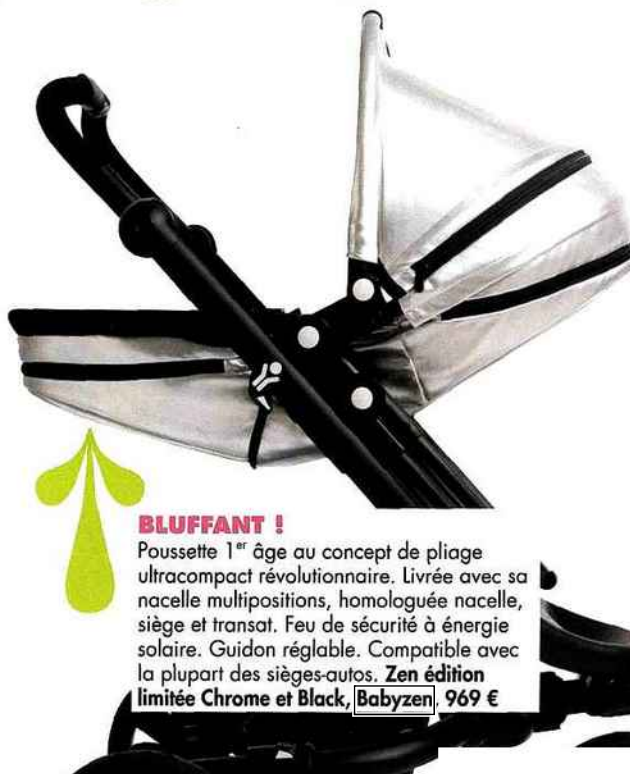 BLUFFANT !
Poussette 1er âge au concept de pliage
ultracompact révolutionnaire. Livrée avec sa
nacelle multipositions, homologuée nacelle,
siège et transat. Feu de sécurité à énergie
solaire. Guidon réglable. Compatible avec
la plupart des sièges-autos. Zen édition
limitée Chrome et Black, Babyzen, 969 €